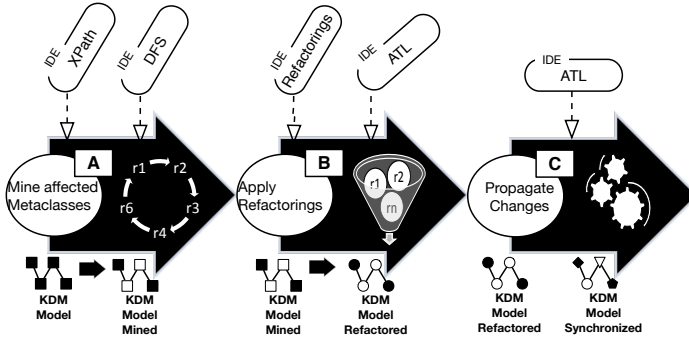 IDE
XPath
IDE
DFS
IDE
Refactorings
IDE
ATL
IDE
ATL
A
Mine affected
Metaclasses
r1
r2
r3
r4
r6
B
Apply
Refactorings
r1
r2
rn
C
Propagate
Changes
KDM
Model
KDM
Model
Mined
KDM
Model
Mined
KDM
Model
Refactored
KDM
Model
Refactored
KDM
Model
Synchronized